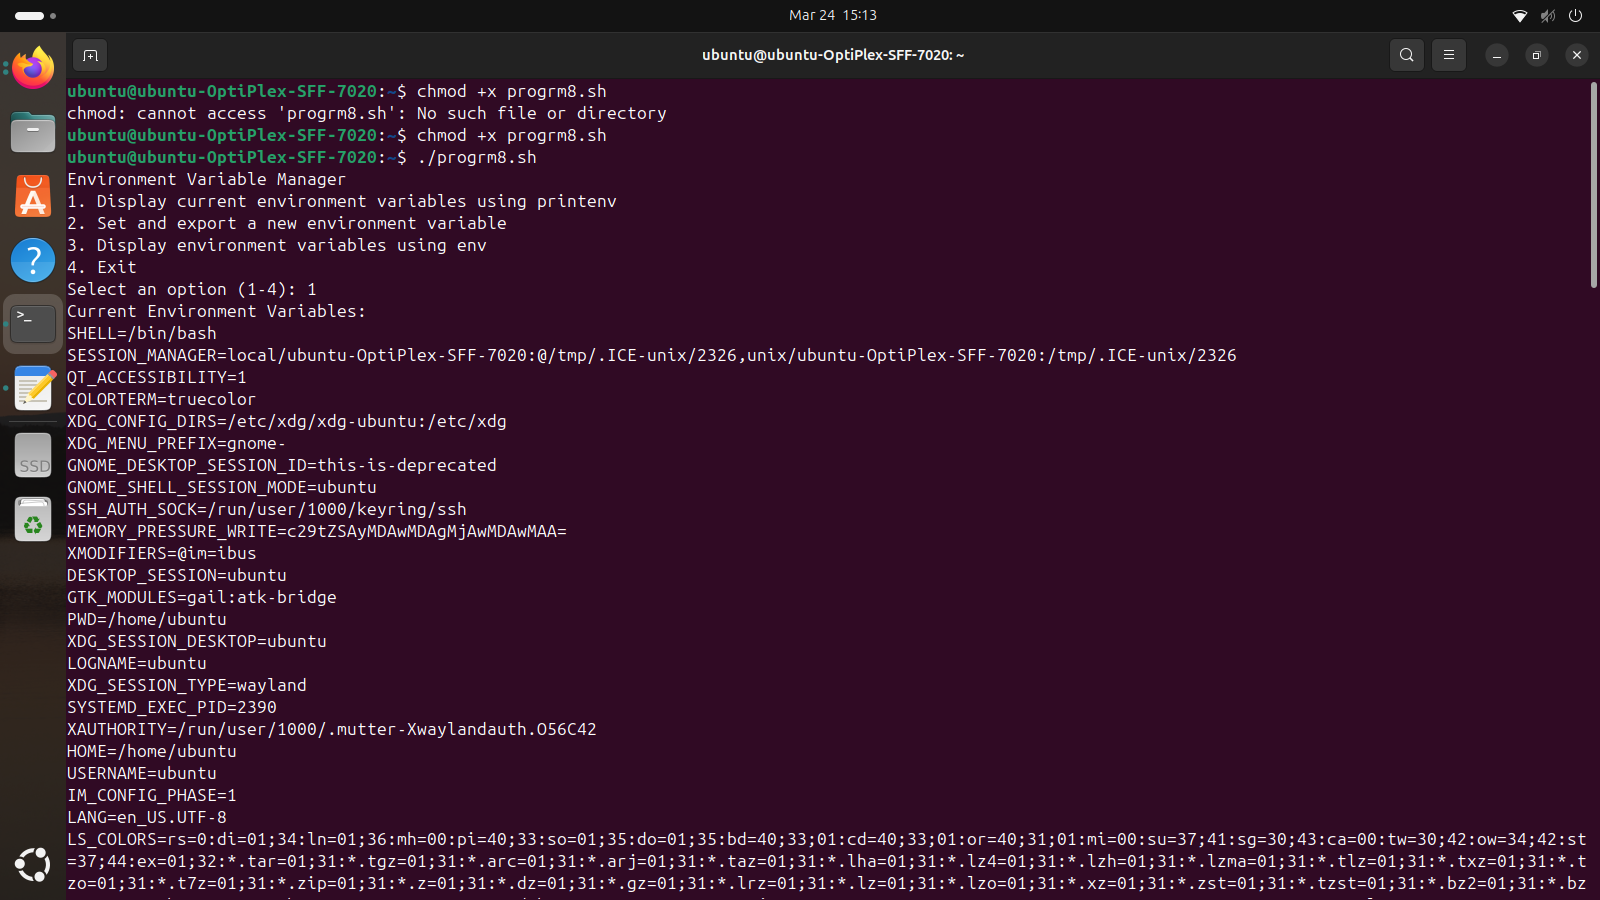 Mar 24 15:13
ubuntu@ubuntu-OptiPlex-SFF-7020: ~
ubuntu@ubuntu-OptiPlex-SFF-7020:~$ chmod +x progrm8.sh
chmod: cannot access 'progrm8.sh': No such file or directory
ubuntu@ubuntu-OptiPlex-SFF-7020:~$ chmod +x progrm8.sh
ubuntu@ubuntu-OptiPlex-SFF-7020:~$ ./progrm8.sh
Environment Variable Manager
1. Display current environment variables using printenv
2. Set and export a new environment variable
3. Display environment variables using env
4. Exit
Select an option (1-4): 1
Current Environment Variables:
SHELL=/bin/bash
SESSION_MANAGER=local/ubuntu-OptiPlex-SFF-7020:@/tmp/.ICE-unix/2326,unix/ubuntu-OptiPlex-SFF-7020:/tmp/.ICE-unix/2326
QT_ACCESSIBILITY=1
COLORTERM=truecolor
XDG_CONFIG_DIRS=/etc/xdg/xdg-ubuntu:/etc/xdg
XDG_MENU_PREFIX=gnome-
GNOME_DESKTOP_SESSION_ID=this-is-deprecated
GNOME_SHELL_SESSION_MODE=ubuntu
SSH_AUTH_SOCK=/run/user/1000/keyring/ssh
MEMORY_PRESSURE_WRITE=c29tZSAyMDAwMDAgMjAwMDAwMAA=
XMODIFIERS=@im=ibus
DESKTOP_SESSION=ubuntu
GTK_MODULES=gail:atk-bridge
PWD=/home/ubuntu
XDG_SESSION_DESKTOP=ubuntu
LOGNAME=ubuntu
XDG_SESSION_TYPE=wayland
SYSTEMD_EXEC_PID=2390
XAUTHORITY=/run/user/1000/.mutter-Xwaylandauth.O56C42
HOME=/home/ubuntu
USERNAME=ubuntu
IM_CONFIG_PHASE=1
LANG=en_US.UTF-8
LS_COLORS=rs=0:di=01;34:ln=01;36:mh=00:pi=40;33:so=01;35:do=01;35:bd=40;33;01:cd=40;33;01:or=40;31;01:mi=00:su=37;41:sg=30;43:ca=00:tw=30;42:ow=34;42:st
=37;44:ex=01;32:*.tar=01;31:*.tgz=01;31:*.arc=01;31:*.arj=01;31:*.taz=01;31:*.lha=01;31:*.lz4=01;31:*.lzh=01;31:*.lzma=01;31:*.tlz=01;31:*.txz=01;31:*.t
zo=01;31:*.t7z=01;31:*.zip=01;31:*.z=01;31:*.dz=01;31:*.gz=01;31:*.lrz=01;31:*.lz=01;31:*.lzo=01;31:*.xz=01;31:*.zst=01;31:*.tzst=01;31:*.bz2=01;31:*.bz
SSD